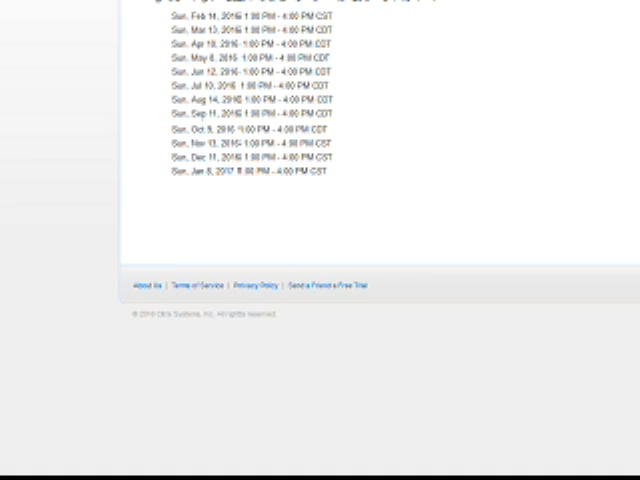 Sun, Feb 14, 2016 1:00 PM - 4:00 PM CST
Sun, Mar 13, 2016 1:00 PM - 4:00 PM CDT
Sun, Apr 10, 2016 1:00 PM - 4:00 PM CDT
Sun, May 8, 2016 1:00 PM - 4:00 PM CDT
Sun, Jun 12, 2016 1:00 PM - 4:00 PM CDT
Sun, Jul 10, 2016 1:00 PM - 4:00 PM CDT
Sun, Aug 14, 2016 1:00 PM - 4:00 PM CDT
Sun, Sep 11, 2016 1:00 PM - 4:00 PM CDT
Sun, Oct 9, 2016 1:00 PM - 4:00 PM CDT
Sun, Nov 13, 2016 1:00 PM - 4:00 PM CST
Sun, Dec 11, 2016 1:00 PM - 4:00 PM CST
Sun, Jan 8, 2017 1:00 PM - 4:00 PM CST
About Us | Terms of Service | Privacy Policy | Send a Friend a Free Trial
© 2016 Citrix Systems, Inc. All rights reserved.